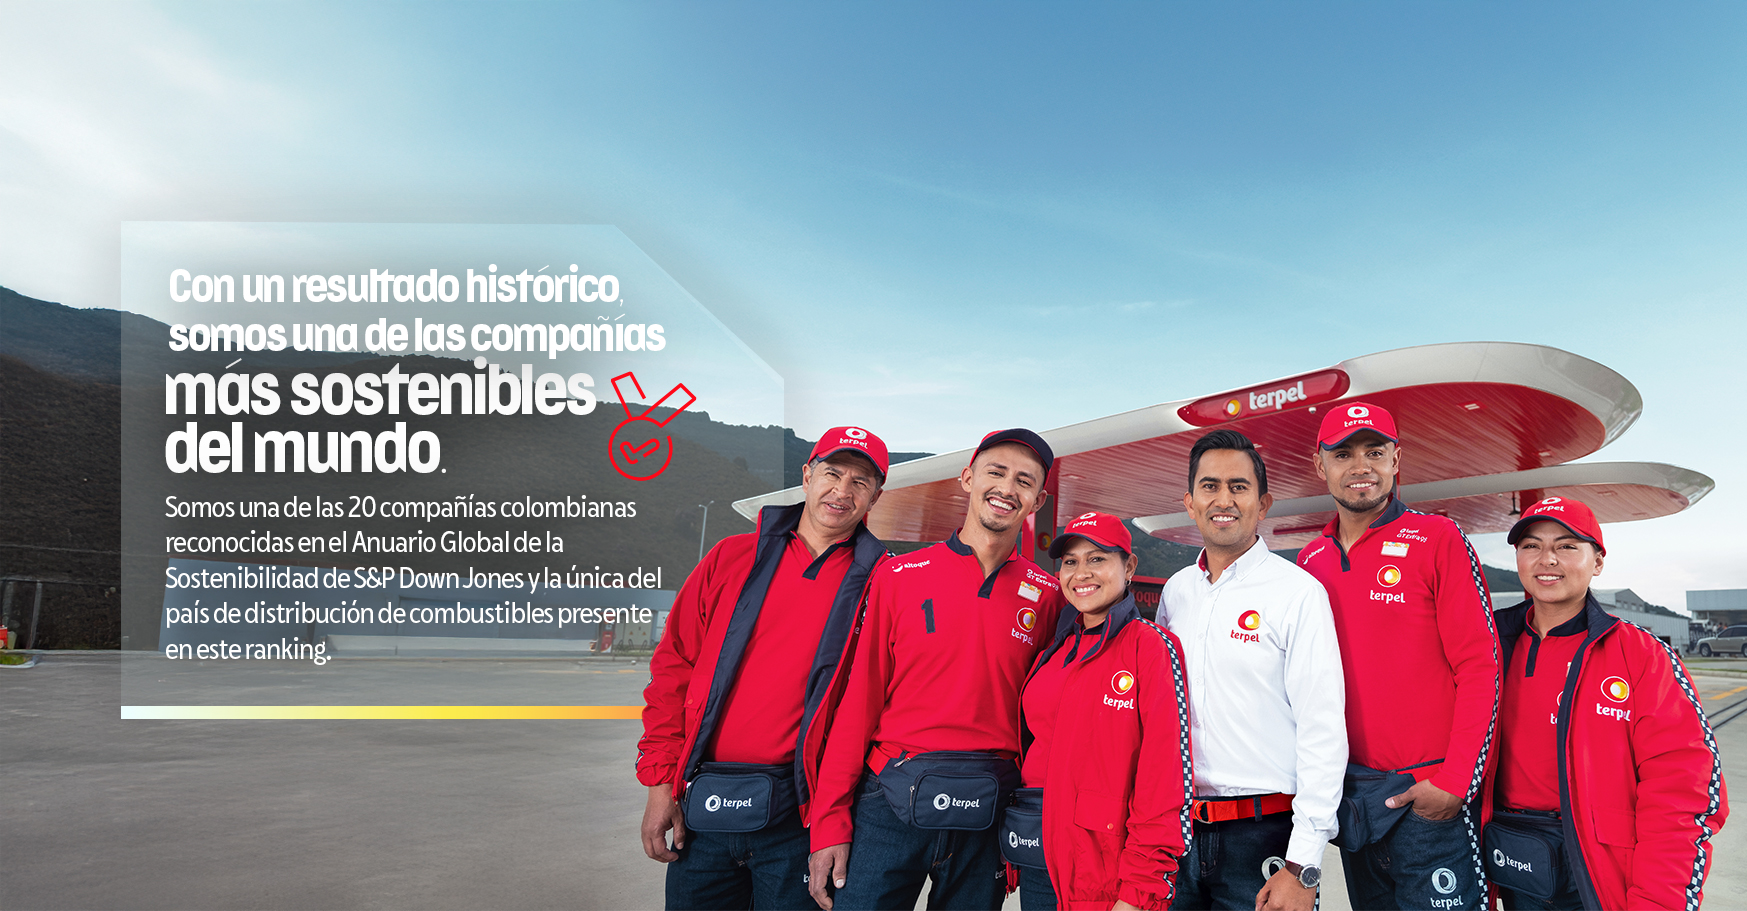 Con un resultado histórico,
somos una de las compañías
más sostenibles
del mundo.
Somos una de las 20 compañías colombianas
reconocidas en el Anuario Global de la
Sostenibilidad de S&P Down Jones y la única del
país de distribución de combustibles presente
en este ranking.
terpel
terpel
terpel
terpel
terpel
altoque
1
terpel
terpel
terpel
terpel
terpel
terpel
terpel
terpel
terpel
terpel
terpel